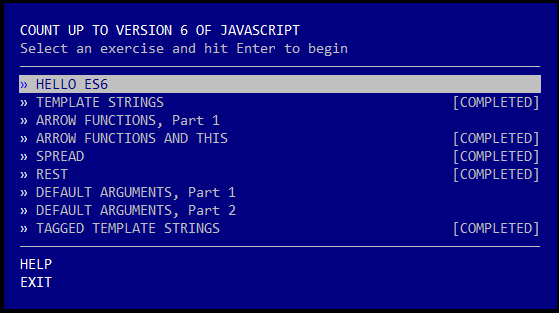 COUNT UP TO VERSION 6 OF JAVASCRIPT
Select an exercise and hit Enter to begin
» HELLO ES6
» TEMPLATE STRINGS [COMPLETED]
» ARROW FUNCTIONS, Part 1
» ARROW FUNCTIONS AND THIS [COMPLETED]
» SPREAD [COMPLETED]
» REST [COMPLETED]
» DEFAULT ARGUMENTS, Part 1
» DEFAULT ARGUMENTS, Part 2
» TAGGED TEMPLATE STRINGS [COMPLETED]
HELP
EXIT